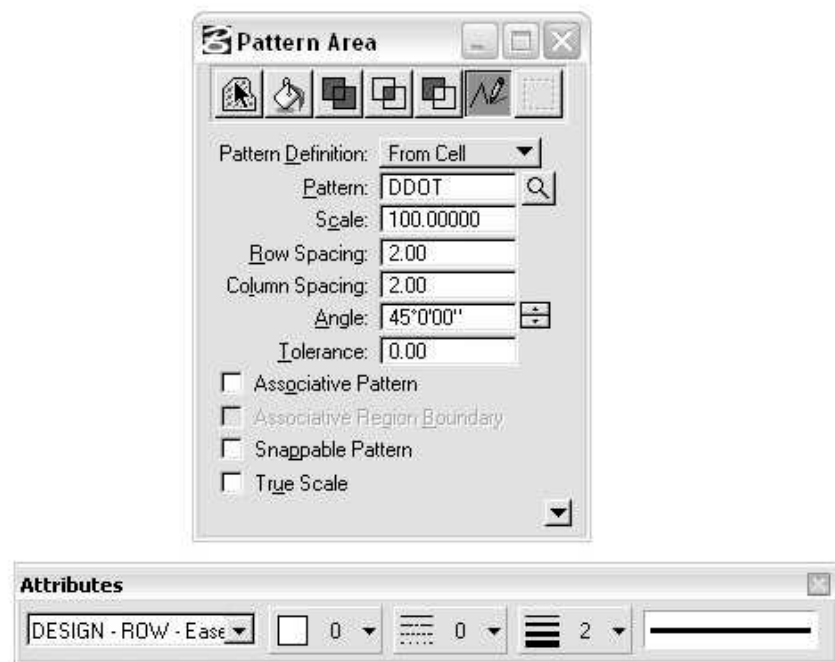 Pattern Area
Pattern Definition: From Cell
Pattern: DDOT
Scale: 100.00000
Row Spacing: 2.00
Column Spacing: 2.00
Angle: 45°0'00"
Tolerance: 0.00
Associative Pattern
Associative Region Boundary
Snappable Pattern
True Scale
Attributes
DESIGN - ROW - Ease 0 0 2